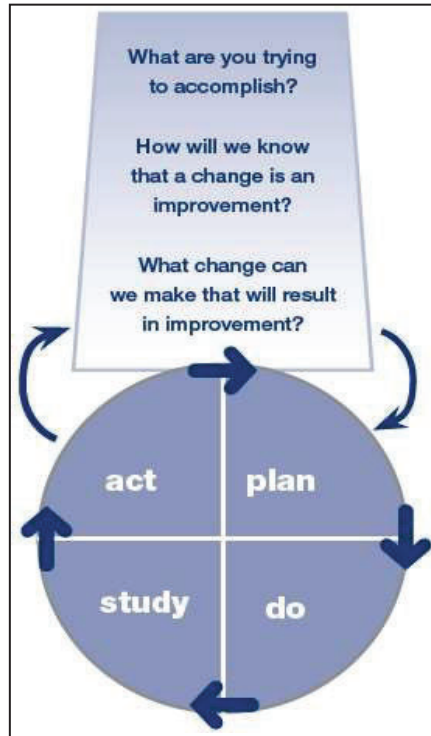 What are you trying
to accomplish?
How will we know
that a change is an
improvement?
What change can
we make that will result
in improvement?
act
plan
study
do